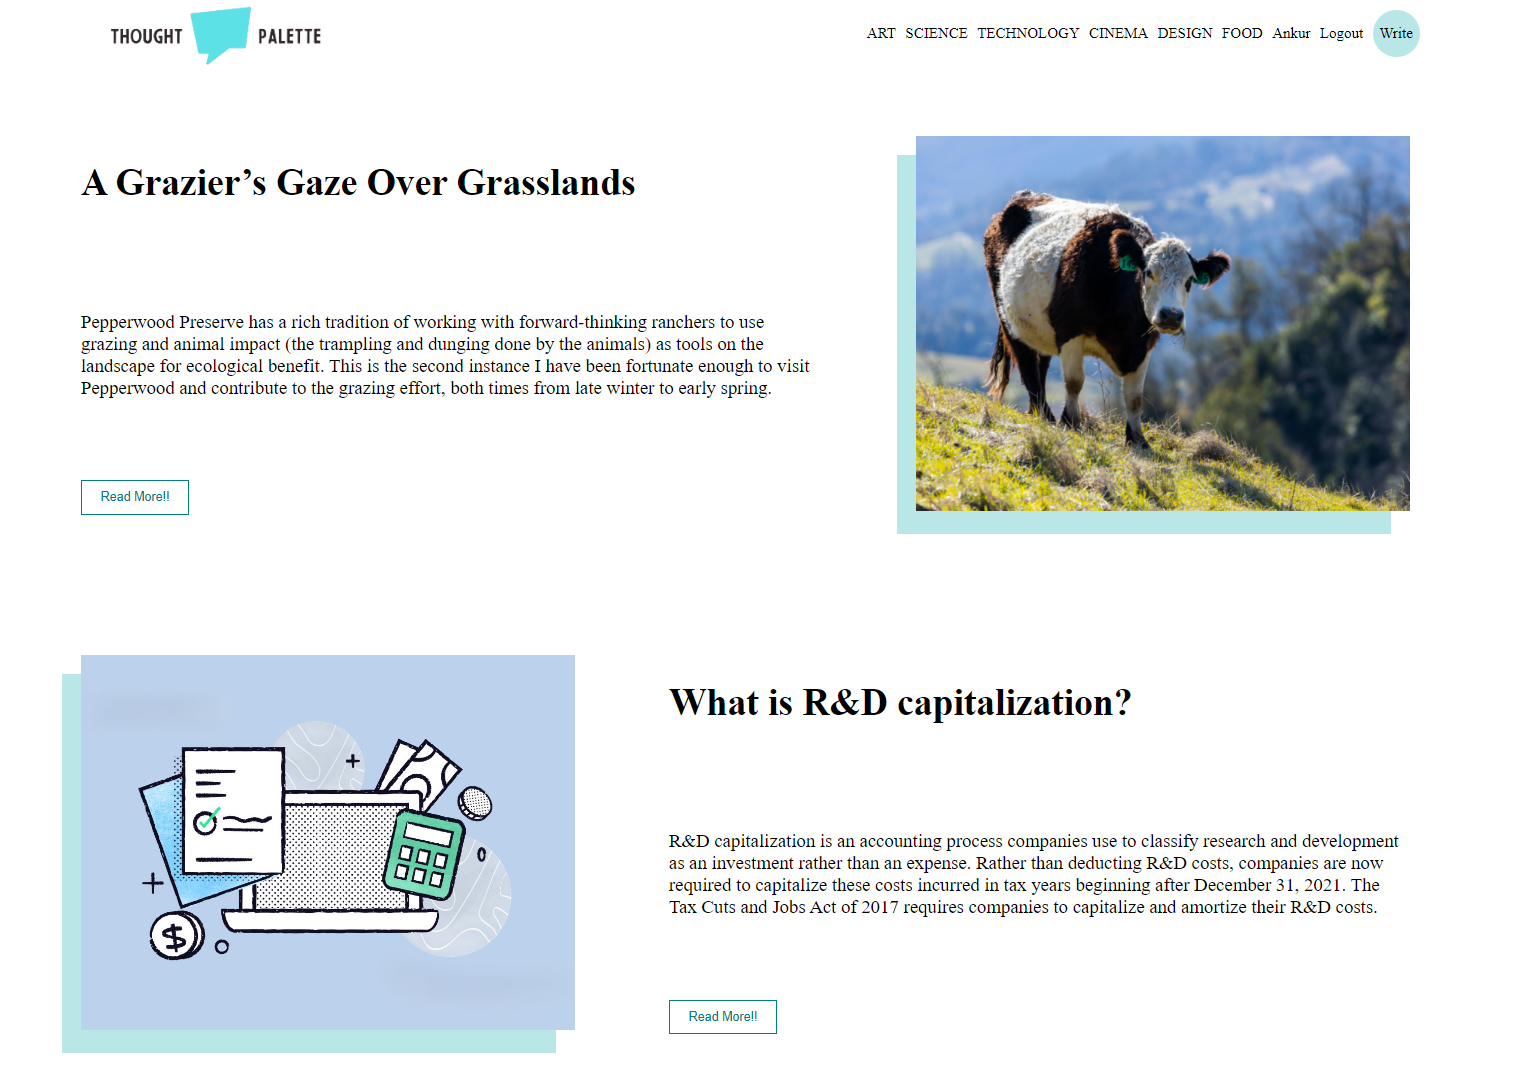 THOUGHT PALETTE
ART SCIENCE TECHNOLOGY CINEMA DESIGN FOOD Ankur Logout Write
A Grazier’s Gaze Over Grasslands
Pepperwood Preserve has a rich tradition of working with forward-thinking ranchers to use
grazing and animal impact (the trampling and dunging done by the animals) as tools on the
landscape for ecological benefit. This is the second instance I have been fortunate enough to visit
Pepperwood and contribute to the grazing effort, both times from late winter to early spring.
Read More!!
What is R&D capitalization?
R&D capitalization is an accounting process companies use to classify research and development
as an investment rather than an expense. Rather than deducting R&D costs, companies are now
required to capitalize these costs incurred in tax years beginning after December 31, 2021. The
Tax Cuts and Jobs Act of 2017 requires companies to capitalize and amortize their R&D costs.
$
Read More!!